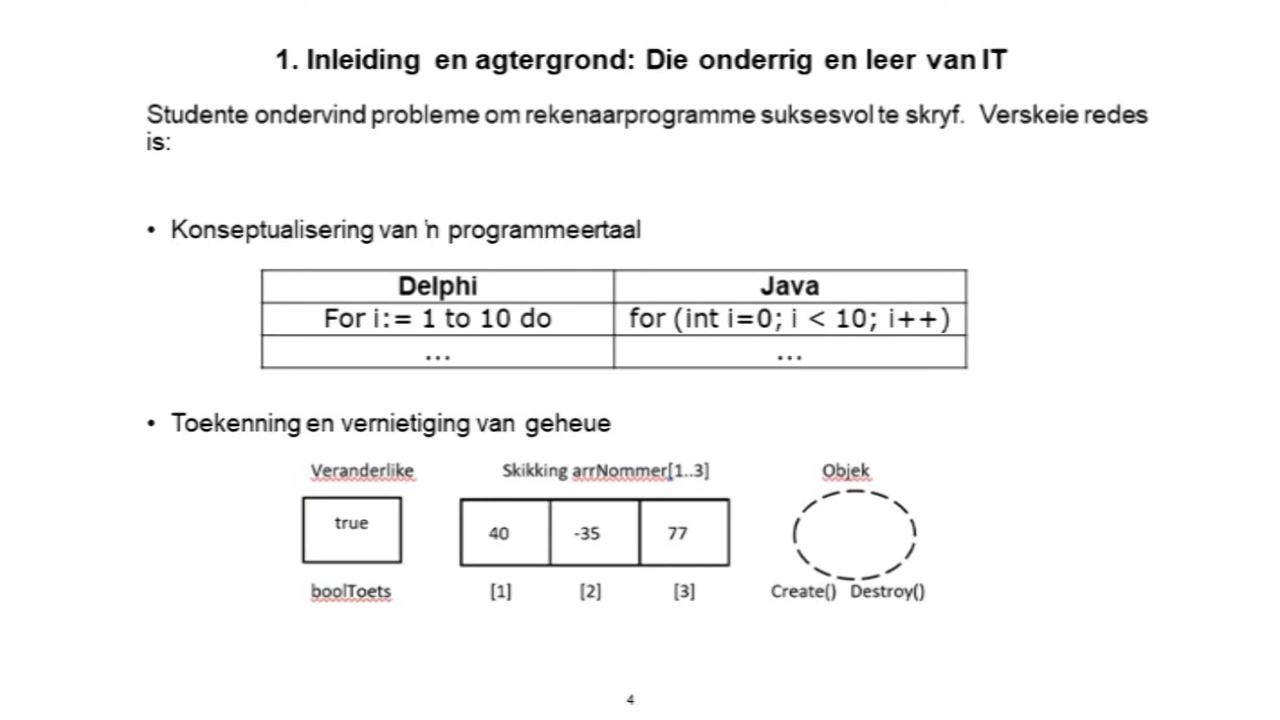 1. Inleiding en agtergrond: Die onderrig en leer van IT
Studente ondervind probleme om rekenaarprogramme suksesvol te skryf. Verskeie redes
is:
• Konseptualisering van 'n programmeertaal
Delphi Java
For i:= 1 to 10 do for (int i=0; i < 10; i++)
... ...
• Toekenning en vernietiging van geheue
Veranderlike Skikking arrNommer[1..3] Objek
true 40 -35 77
boolToets [1] [2] [3] Create() Destroy()
4